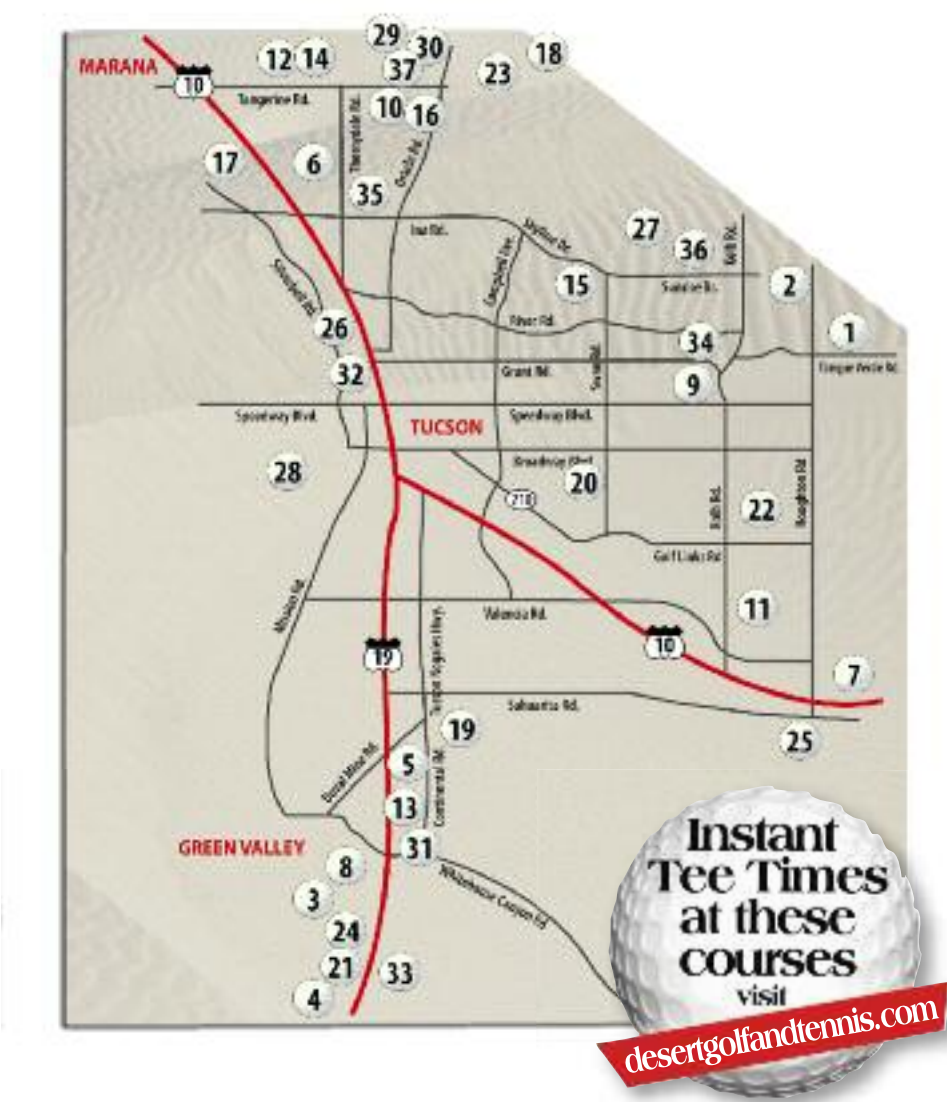 29
30
18
12
14
MARANA
37
23
10
Tangerine Rd.
10
16
Thornydale Rd.
Oracle Rd.
17
6
35
27
Ina Rd.
Skyline Rd.
36
Kolb Rd.
Campbell Ave.
Silverbell Rd.
15
Sunrise Dr.
2
26
River Rd.
34
1
Swan Rd.
32
Grant Rd.
9
Tanque Verde Rd.
Speedway Blvd.
TUCSON
Speedway Blvd.
Broadway Blvd.
28
20
210
22
Kolb Rd.
Houghton Rd
Golf Links Rd
Mission Rd.
Valencia Rd.
11
Tucson Nogales Hwy.
19
10
7
Sahuarita Rd.
19
25
Duval Mine Rd.
5
Continental Rd.
13
GREEN VALLEY
31
8
Whitehouse Canyon Rd.
3
24
21
33
4
Instant
Tee Times
at these
courses
visit
desertgolfandtennis.com